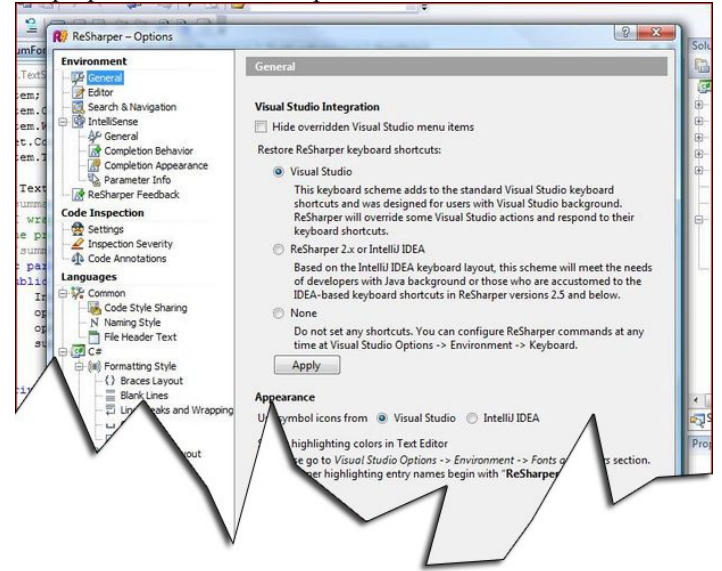 ReSharper – Options
Solu
Environment
General
Editor
Search & Navigation
IntelliSense
General
Completion Behavior
Completion Appearance
Parameter Info
ReSharper Feedback
Code Inspection
Settings
Inspection Severity
Code Annotations
Languages
Common
Code Style Sharing
Naming Style
File Header Text
C#
Formatting Style
Braces Layout
Blank Lines
and Wrapping
General
Visual Studio Integration
Hide overridden Visual Studio menu items
Restore ReSharper keyboard shortcuts:
Visual Studio
This keyboard scheme adds to the standard Visual Studio keyboard
shortcuts and was designed for users with Visual Studio background.
ReSharper will override some Visual Studio actions and respond to their
keyboard shortcuts.
ReSharper 2.x or IntelliJ IDEA
Based on the IntelliJ IDEA keyboard layout, this scheme will meet the needs
of developers with Java background or those who are accustomed to the
IDEA-based keyboard shortcuts in ReSharper versions 2.5 and below.
None
Do not set any shortcuts. You can configure ReSharper commands at any
time at Visual Studio Options -> Environment -> Keyboard.
Apply
Appearance
symbol icons from Visual Studio IntelliJ IDEA
highlighting colors in Text Editor
go to Visual Studio Options -> Environment -> Fonts section.
highlighting entry names begin with "ReSharper
Prop